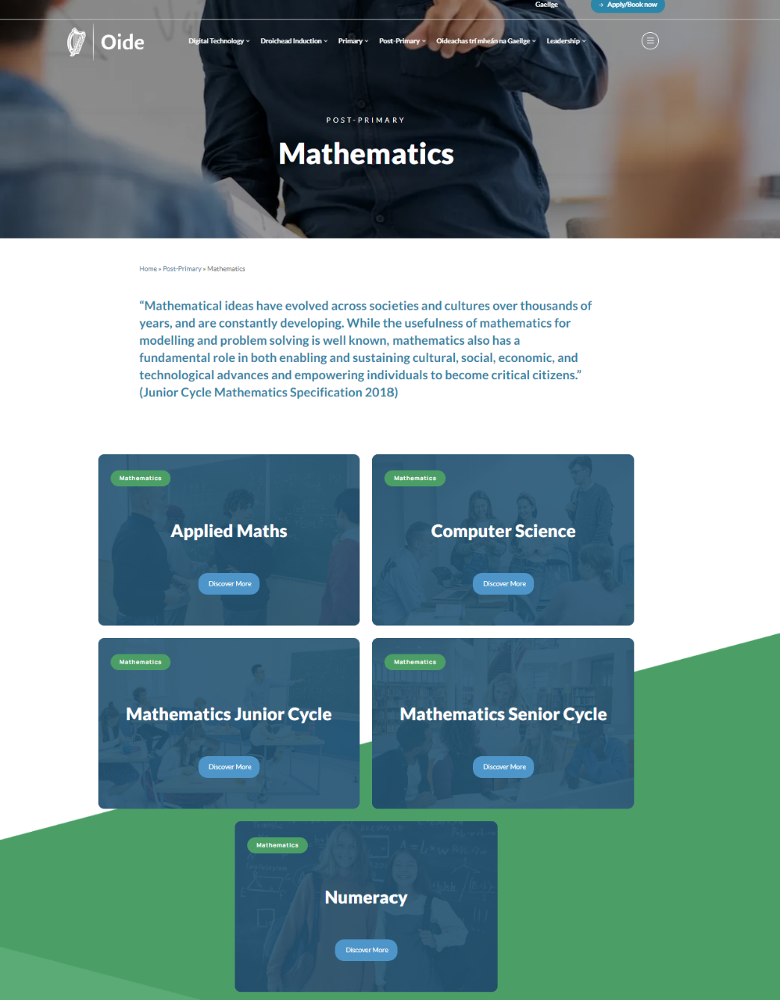 Gaeilge
Apply/Book now
Oide
Digital Technology
Droichead Induction
Primary
Post-Primary
Oideachas trí mheán na Gaeilge
Leadership
POST-PRIMARY
Mathematics
Home » Post-Primary » Mathematics
“Mathematical ideas have evolved across societies and cultures over thousands of
years, and are constantly developing. While the usefulness of mathematics for
modelling and problem solving is well known, mathematics also has a
fundamental role in both enabling and sustaining cultural, social, economic, and
technological advances and empowering individuals to become critical citizens.”
(Junior Cycle Mathematics Specification 2018)
Mathematics
Applied Maths
Discover More
Mathematics
Computer Science
Discover More
Mathematics
Mathematics Junior Cycle
Discover More
Mathematics
Mathematics Senior Cycle
Discover More
Mathematics
Numeracy
Discover More